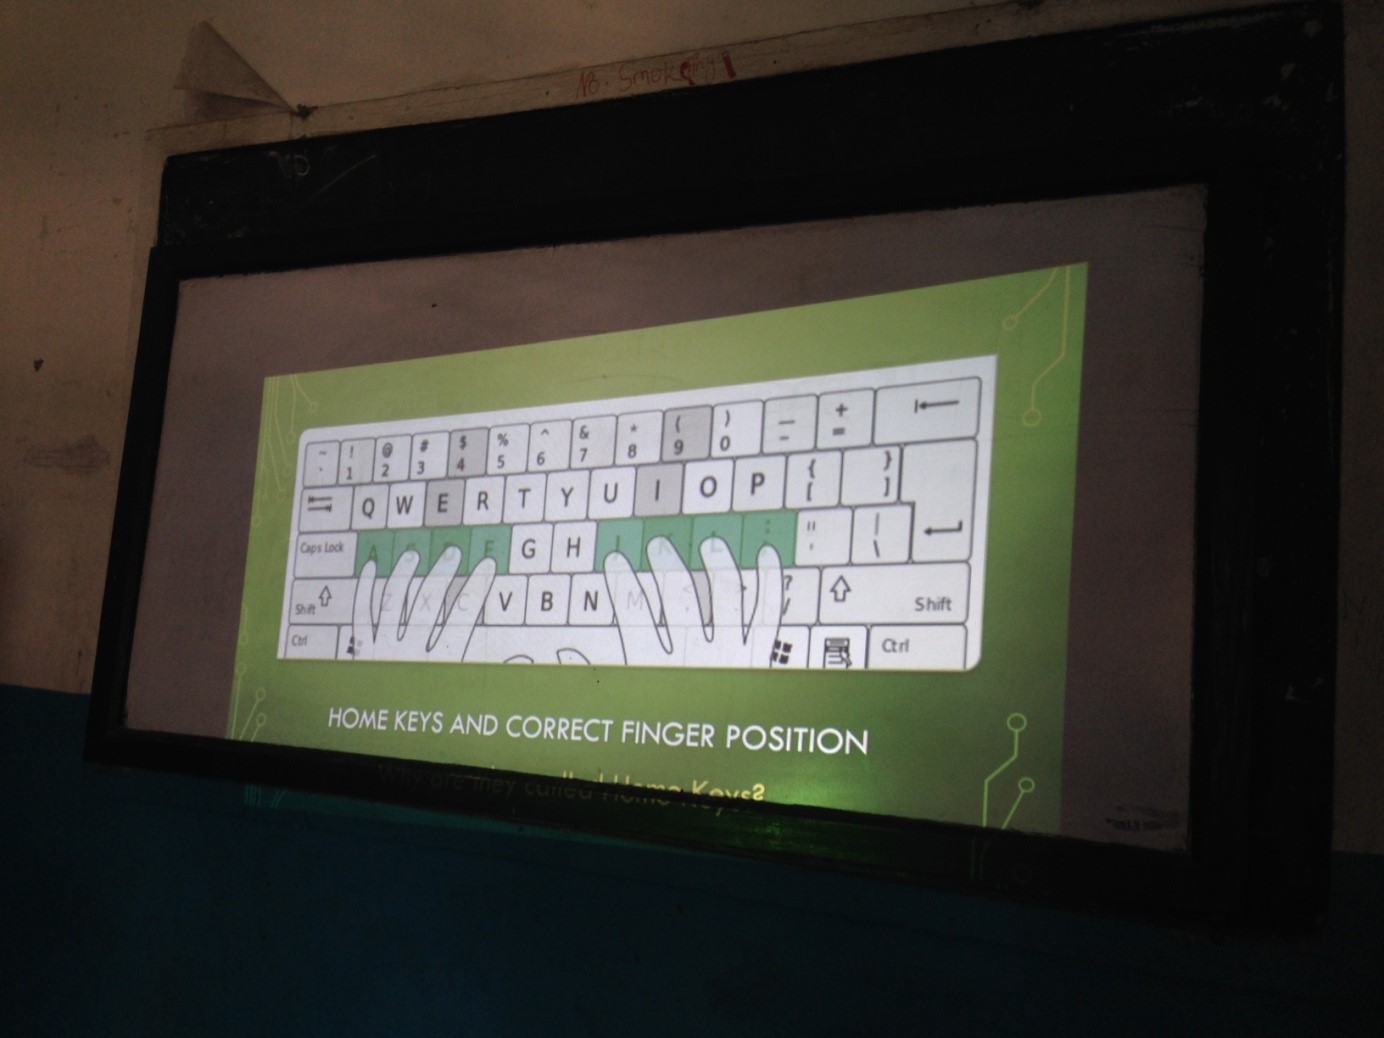 No. Smoking
~ ! @ # $ % ^ & * ( ) — +
` 1 2 3 4 5 6 7 8 9 0 - =
Q W E R T Y U I O P { [ } ]
Caps Lock A S D F G H J K L : " ' | \
Shift Z X C V B N M < > ? / Shift
Ctrl Ctrl
HOME KEYS AND CORRECT FINGER POSITION
Why are they called Home Keys?